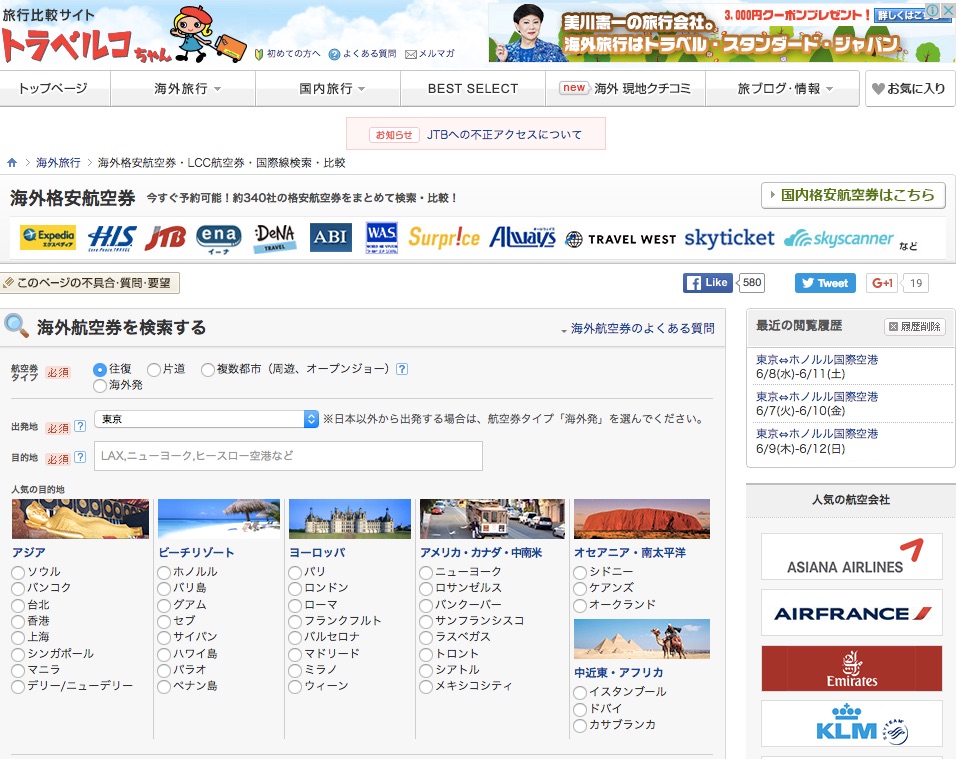 旅行比較サイト
トラベルコちゃん
初めての方へ
よくある質問
メルマガ
美川憲一の旅行会社。
3,000円クーポンプレゼント！
詳しくはこちら
海外旅行はトラベル・スタンダード・ジャパン。
トップページ
海外旅行
国内旅行
BEST SELECT
new 海外 現地クチコミ
旅ブログ・情報
お気に入り
お知らせ JTBへの不正アクセスについて
海外旅行 > 海外格安航空券・LCC航空券・国際線検索・比較
海外格安航空券 今すぐ予約可能！約340社の格安航空券をまとめて検索・比較！
国内格安航空券はこちら
Expedia エクスペディア
HIS
JTB
ena イーナ
DeNA TRAVEL
ABI
WAS
Surpr!ce
Always
TRAVEL WEST
skyticket
skyscanner
など
このページの不具合・質問・要望
Like 580
Tweet
G+1 19
海外航空券を検索する
海外航空券のよくある質問
航空券タイプ 必須
往復 片道 複数都市（周遊、オープンジョー） ?
海外発
出発地 必須 ? 東京 ※日本以外から出発する場合は、航空券タイプ「海外発」を選んでください。
目的地 必須 ? LAX,ニューヨーク,ヒースロー空港など
人気の目的地
アジア
ソウル
バンコク
台北
香港
上海
シンガポール
マニラ
デリー/ニューデリー
ビーチリゾート
ホノルル
バリ島
グアム
セブ
サイパン
ハワイ島
パラオ
ペナン島
ヨーロッパ
パリ
ロンドン
ローマ
フランクフルト
バルセロナ
マドリード
ミラノ
ウィーン
アメリカ・カナダ・中南米
ニューヨーク
ロサンゼルス
バンクーバー
サンフランシスコ
ラスベガス
トロント
シアトル
メキシコシティ
オセアニア・南太平洋
シドニー
ケアンズ
オークランド
中近東・アフリカ
イスタンブール
ドバイ
カサブランカ
最近の閲覧履歴
履歴削除
東京⇔ホノルル国際空港
6/8(水)-6/11(土)
東京⇔ホノルル国際空港
6/7(火)-6/10(金)
東京⇔ホノルル国際空港
6/9(木)-6/12(日)
人気の航空会社
ASIANA AIRLINES
AIRFRANCE
Emirates
KLM